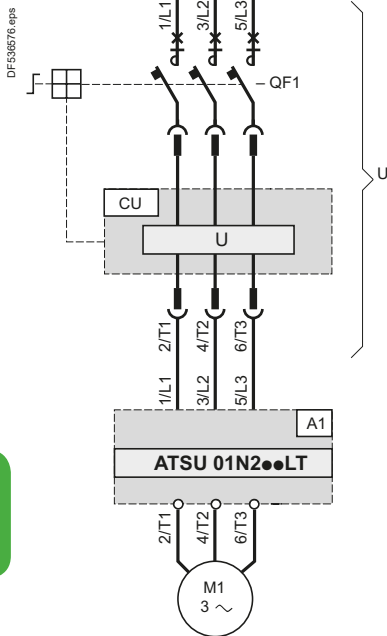 DF536576.eps
1/L1
3/L2
5/L3
QF1
U
CU
U
2/T1
4/T2
6/T3
1/L1
3/L2
5/L3
A1
ATSU 01N2●●LT
2/T1
4/T2
6/T3
M1
3 ~